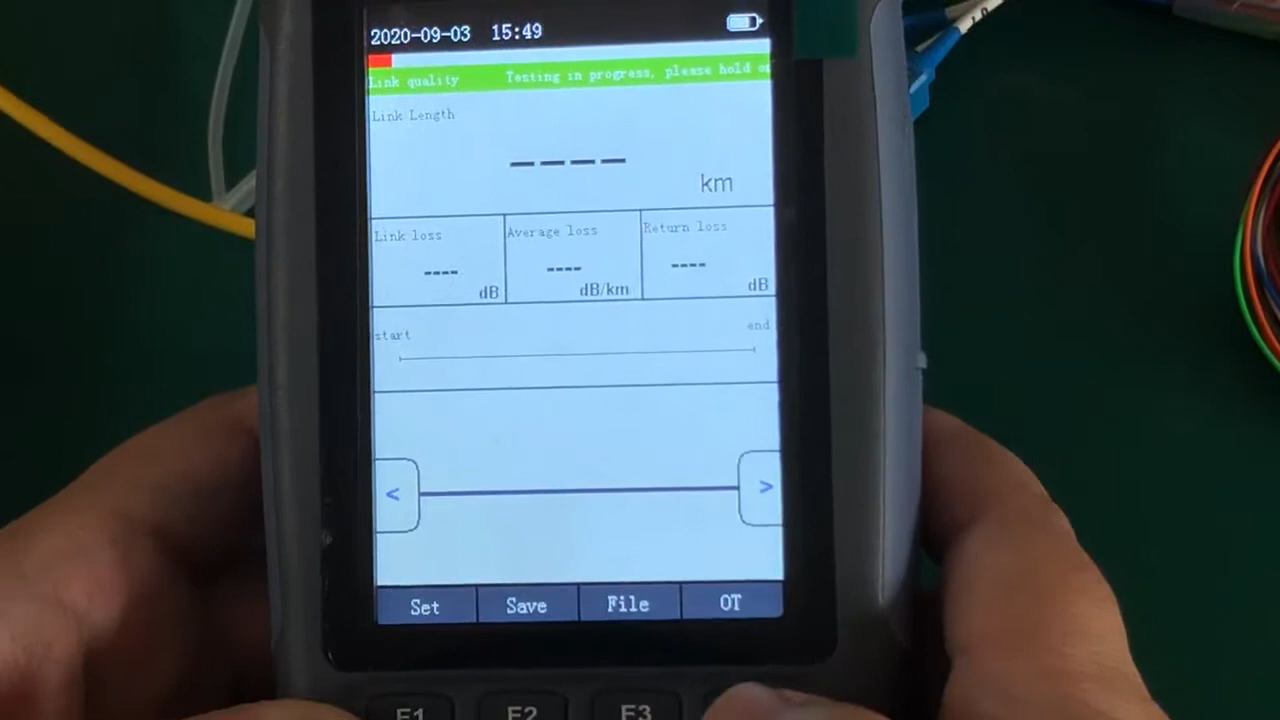 2020-09-03 15:49
Link quality Testing in progress, please hold on
Link Length
----
km
Link loss Average loss Return loss
---- ---- ----
dB dB/km dB
start end
< >
Set Save File OT
F1 F2 F3